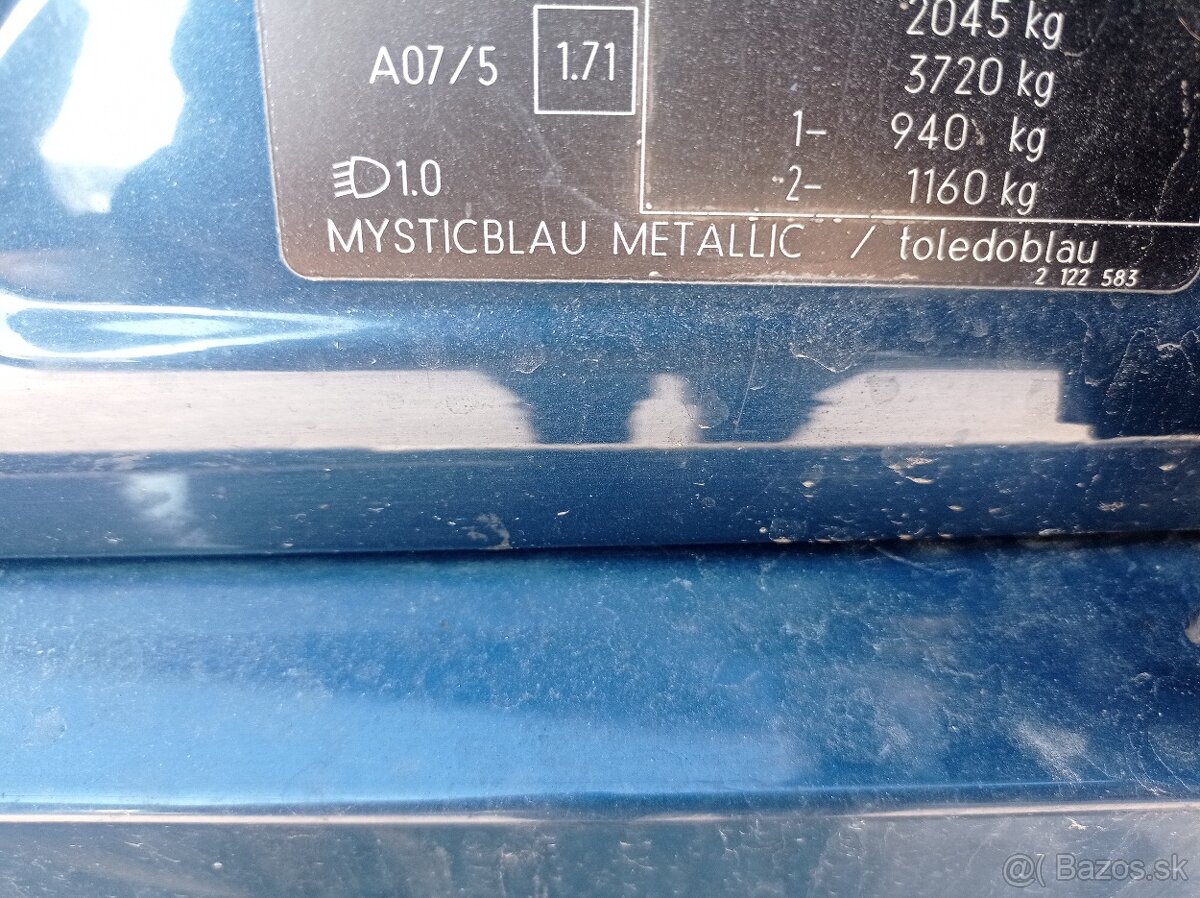 2045 kg
A07/5 1.71 3720 kg
1- 940 kg
1.0 2- 1160 kg
MYSTICBLAU METALLIC / toledoblau
2 122 583
@( Bazos.sk